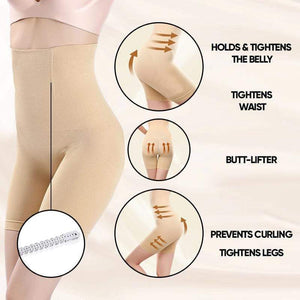 HOLDS & TIGHTENS
THE BELLY
TIGHTENS
WAIST
BUTT-LIFTER
PREVENTS CURLING
TIGHTENS LEGS